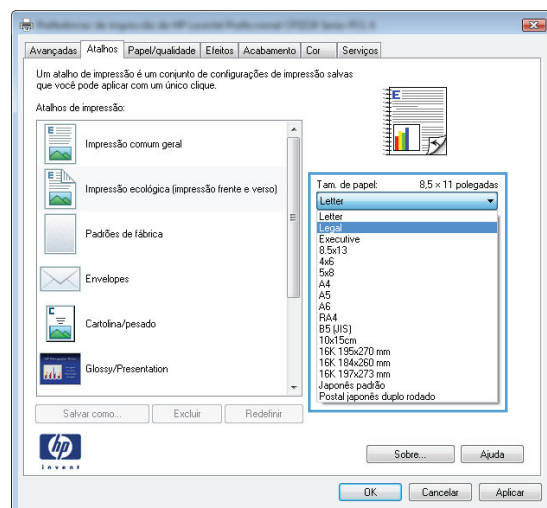 Avançadas Atalhos Papel/qualidade Efeitos Acabamento Cor Serviços
Um atalho de impressão é um conjunto de configurações de impressão salvas
que você pode aplicar com um único clique.
Atalhos de impressão:
Impressão comum geral
Impressão ecológica (impressão frente e verso)
Padrões de fábrica
Envelopes
Cartolina/pesado
Glossy/Presentation
Salvar como... Excluir Redefinir
E
Tam. de papel: 8,5 × 11 polegadas
Letter
Letter
Legal
Executive
8.5x13
4x6
5x8
A4
A5
A6
RA4
B5 (JIS)
10x15cm
16K 195x270 mm
16K 184x260 mm
16K 197x273 mm
Japonês padrão
Postal japonês duplo rodado
hp
invent
Sobre... Ajuda
OK Cancelar Aplicar